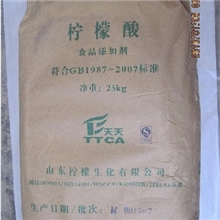 柠檬酸
食品添加剂
符合GB1987-2007标准
净重：25kg
天天
TTCA
山东柠檬生化有限公司
生产日期/批次：